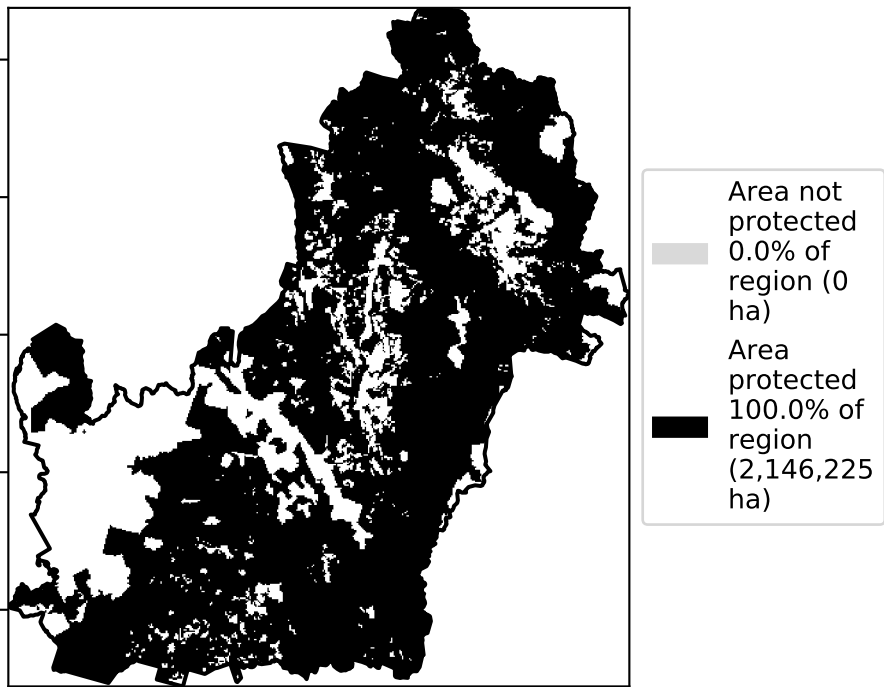 Area not
protected
0.0% of
region (0
ha)
Area
protected
100.0% of
region
(2,146,225
ha)